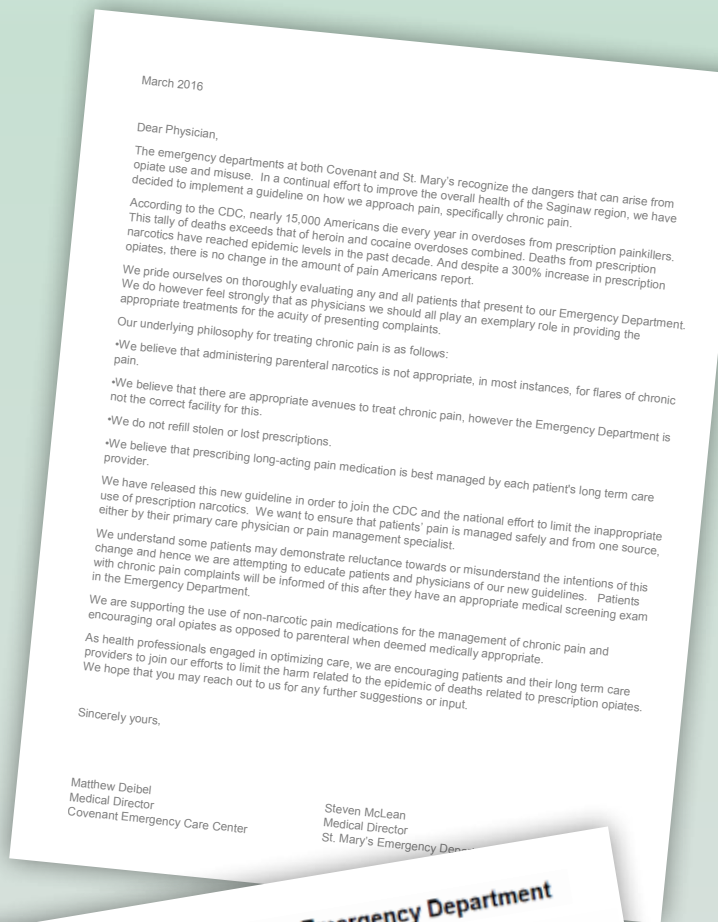 March 2016
Dear Physician,
The emergency departments at both Covenant and St. Mary's recognize the dangers that can arise from
opiate use and misuse. In a continual effort to improve the overall health of the Saginaw region, we have
decided to implement a guideline on how we approach pain, specifically chronic pain.
According to the CDC, nearly 15,000 Americans die every year in overdoses from prescription painkillers.
This tally of deaths exceeds that of heroin and cocaine overdoses combined. Deaths from prescription
narcotics have reached epidemic levels in the past decade. And despite a 300% increase in prescription
opiates, there is no change in the amount of pain Americans report.
We pride ourselves on thoroughly evaluating any and all patients that present to our Emergency Department.
We do however feel strongly that as physicians we should all play an exemplary role in providing the
appropriate treatments for the acuity of presenting complaints.
Our underlying philosophy for treating chronic pain is as follows:
•We believe that administering parenteral narcotics is not appropriate, in most instances, for flares of chronic
pain.
•We believe that there are appropriate avenues to treat chronic pain, however the Emergency Department is
not the correct facility for this.
•We do not refill stolen or lost prescriptions.
•We believe that prescribing long-acting pain medication is best managed by each patient's long term care
provider.
We have released this new guideline in order to join the CDC and the national effort to limit the inappropriate
use of prescription narcotics. We want to ensure that patients' pain is managed safely and from one source,
either by their primary care physician or pain management specialist.
We understand some patients may demonstrate reluctance towards or misunderstand the intentions of this
change and hence we are attempting to educate patients and physicians of our new guidelines. Patients
with chronic pain complaints will be informed of this after they have an appropriate medical screening exam
in the Emergency Department.
We are supporting the use of non-narcotic pain medications for the management of chronic pain and
encouraging oral opiates as opposed to parenteral when deemed medically appropriate.
As health professionals engaged in optimizing care, we are encouraging patients and their long term care
providers to join our efforts to limit the harm related to the epidemic of deaths related to prescription opiates.
We hope that you may reach out to us for any further suggestions or input.
Sincerely yours,
Matthew Deibel
Medical Director
Covenant Emergency Care Center
Steven McLean
Medical Director
St. Mary's Emergency
Emergency Department